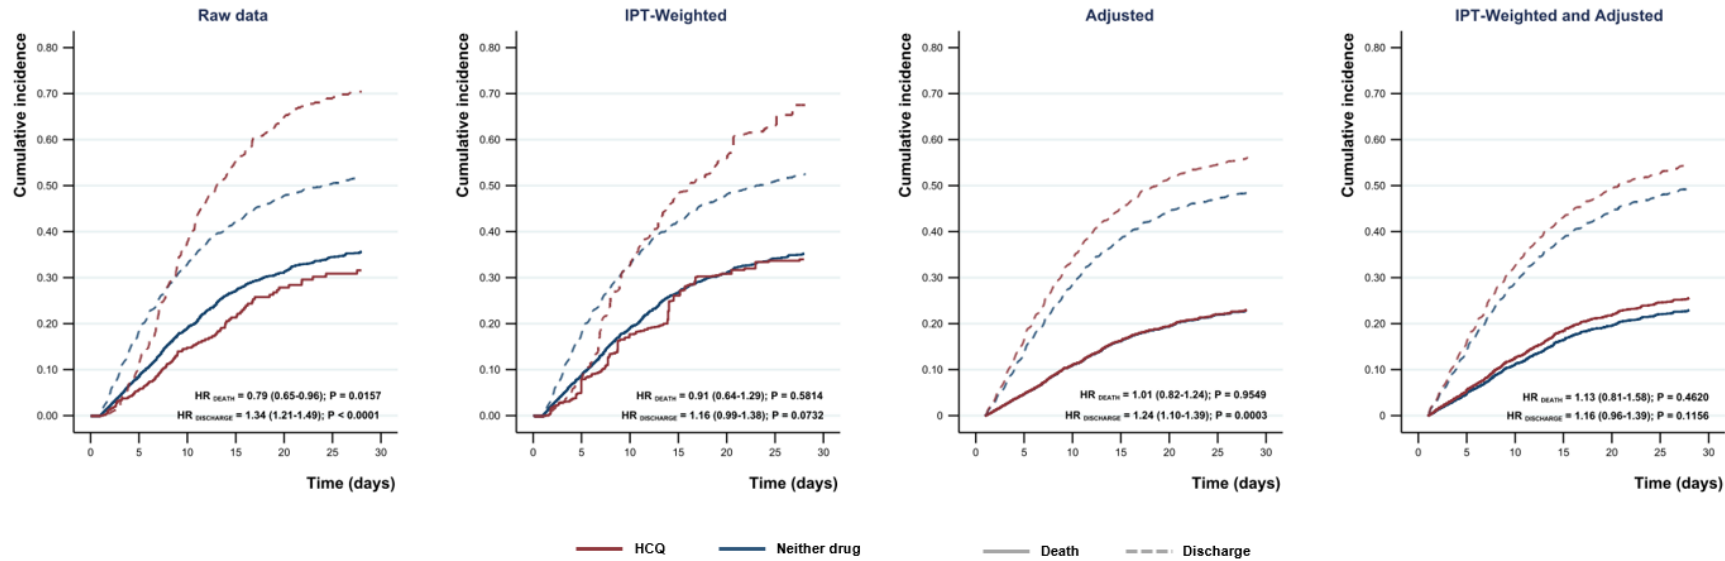 Raw data
IPT-Weighted
Adjusted
IPT-Weighted and Adjusted
Cumulative incidence
0.80
0.70
0.60
0.50
0.40
0.30
0.20
0.10
0.00
HR DEATH = 0.79 (0.65-0.96); P = 0.0157
HR DISCHARGE = 1.34 (1.21-1.49); P < 0.0001
0 5 10 15 20 25 30
Time (days)
Cumulative incidence
0.80
0.70
0.60
0.50
0.40
0.30
0.20
0.10
0.00
HR DEATH = 0.91 (0.64-1.29); P = 0.5814
HR DISCHARGE = 1.16 (0.99-1.38); P = 0.0732
0 5 10 15 20 25 30
Time (days)
Cumulative incidence
0.80
0.70
0.60
0.50
0.40
0.30
0.20
0.10
0.00
HR DEATH = 1.01 (0.82-1.24); P = 0.9549
HR DISCHARGE = 1.24 (1.10-1.39); P = 0.0003
0 5 10 15 20 25 30
Time (days)
Cumulative incidence
0.80
0.70
0.60
0.50
0.40
0.30
0.20
0.10
0
HR DEATH = 1.13 (0.81-1.58); P = 0.4620
HR DISCHARGE = 1.16 (0.96-1.39); P = 0.1156
0 5 10 15 20 25 30
Time (days)
HCQ
Neither drug
Death
Discharge